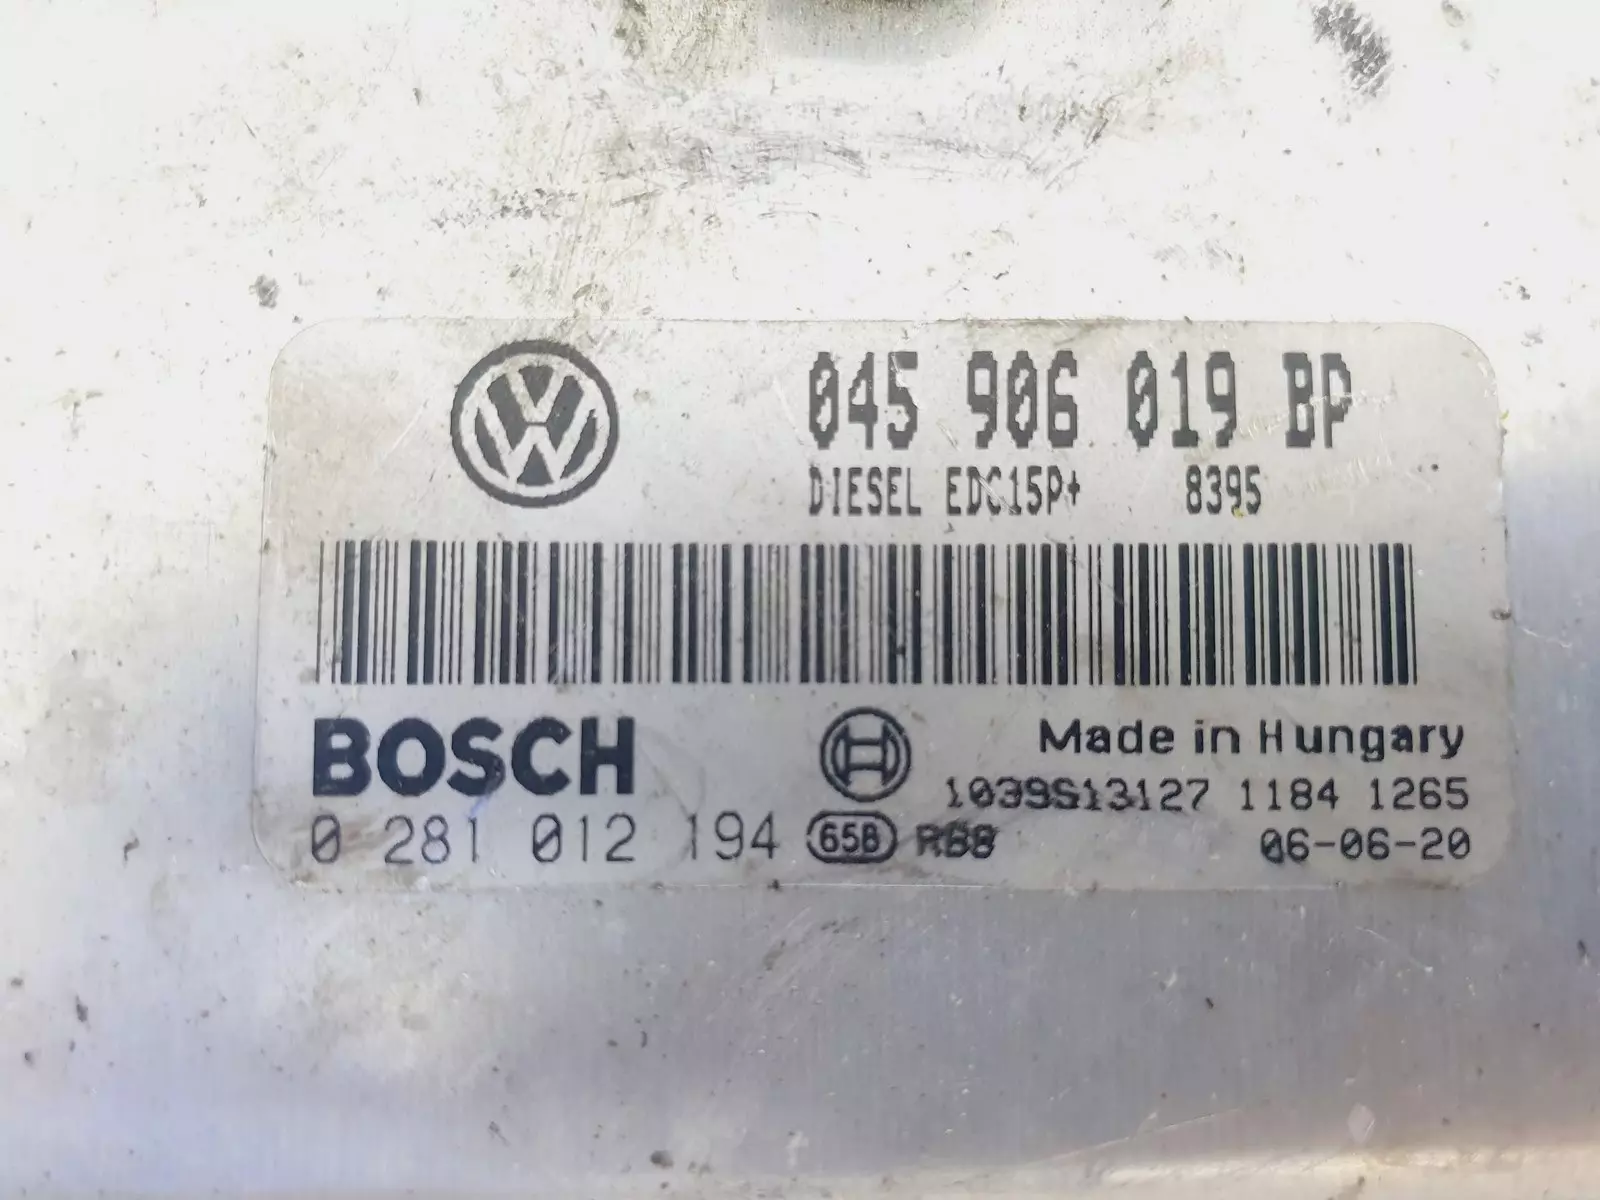 045 906 019 BP
DIESEL EDC15P+ 8395
BOSCH
Made in Hungary
1039S13127 1184 1265
0 281 012 194 65B RB8 06-06-20